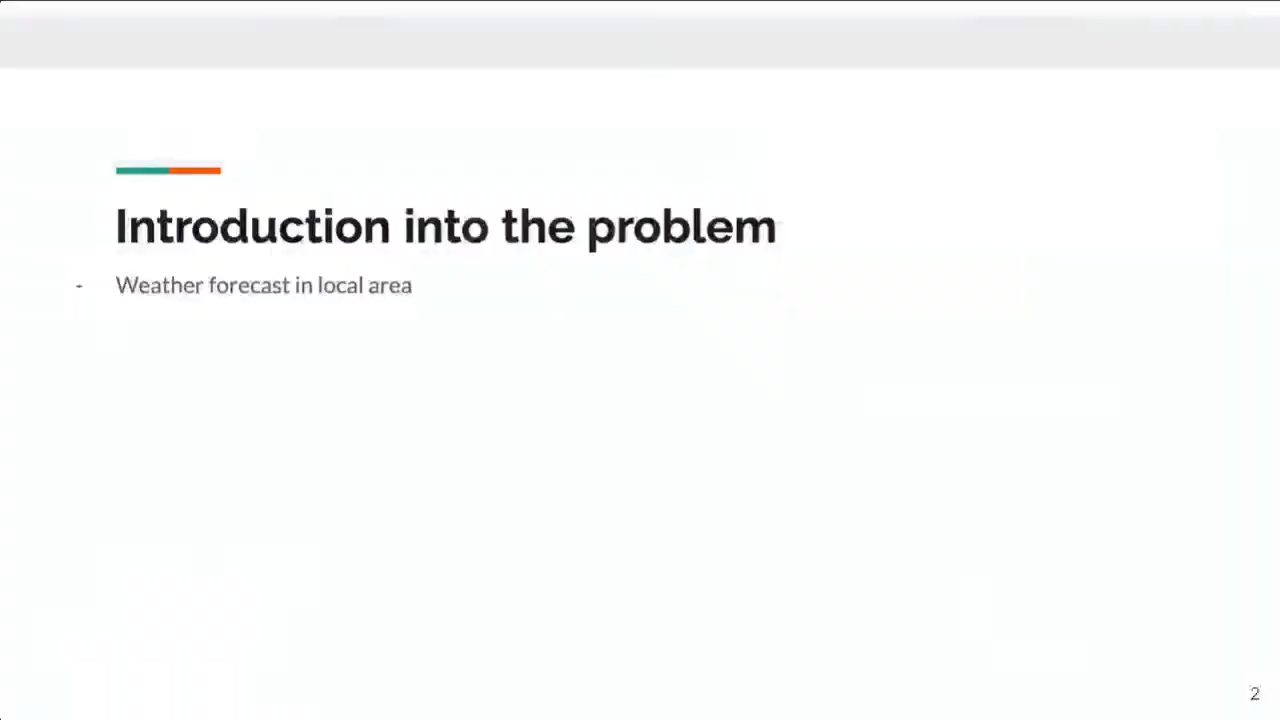 Introduction into the problem
- Weather forecast in local area
2